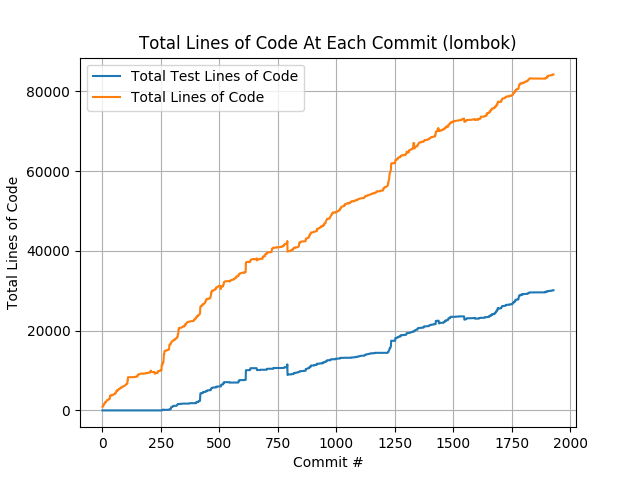 Total Lines of Code At Each Commit (lombok)
Total Test Lines of Code
Total Lines of Code
Total Lines of Code
80000
60000
40000
20000
0
0 250 500 750 1000 1250 1500 1750 2000
Commit #